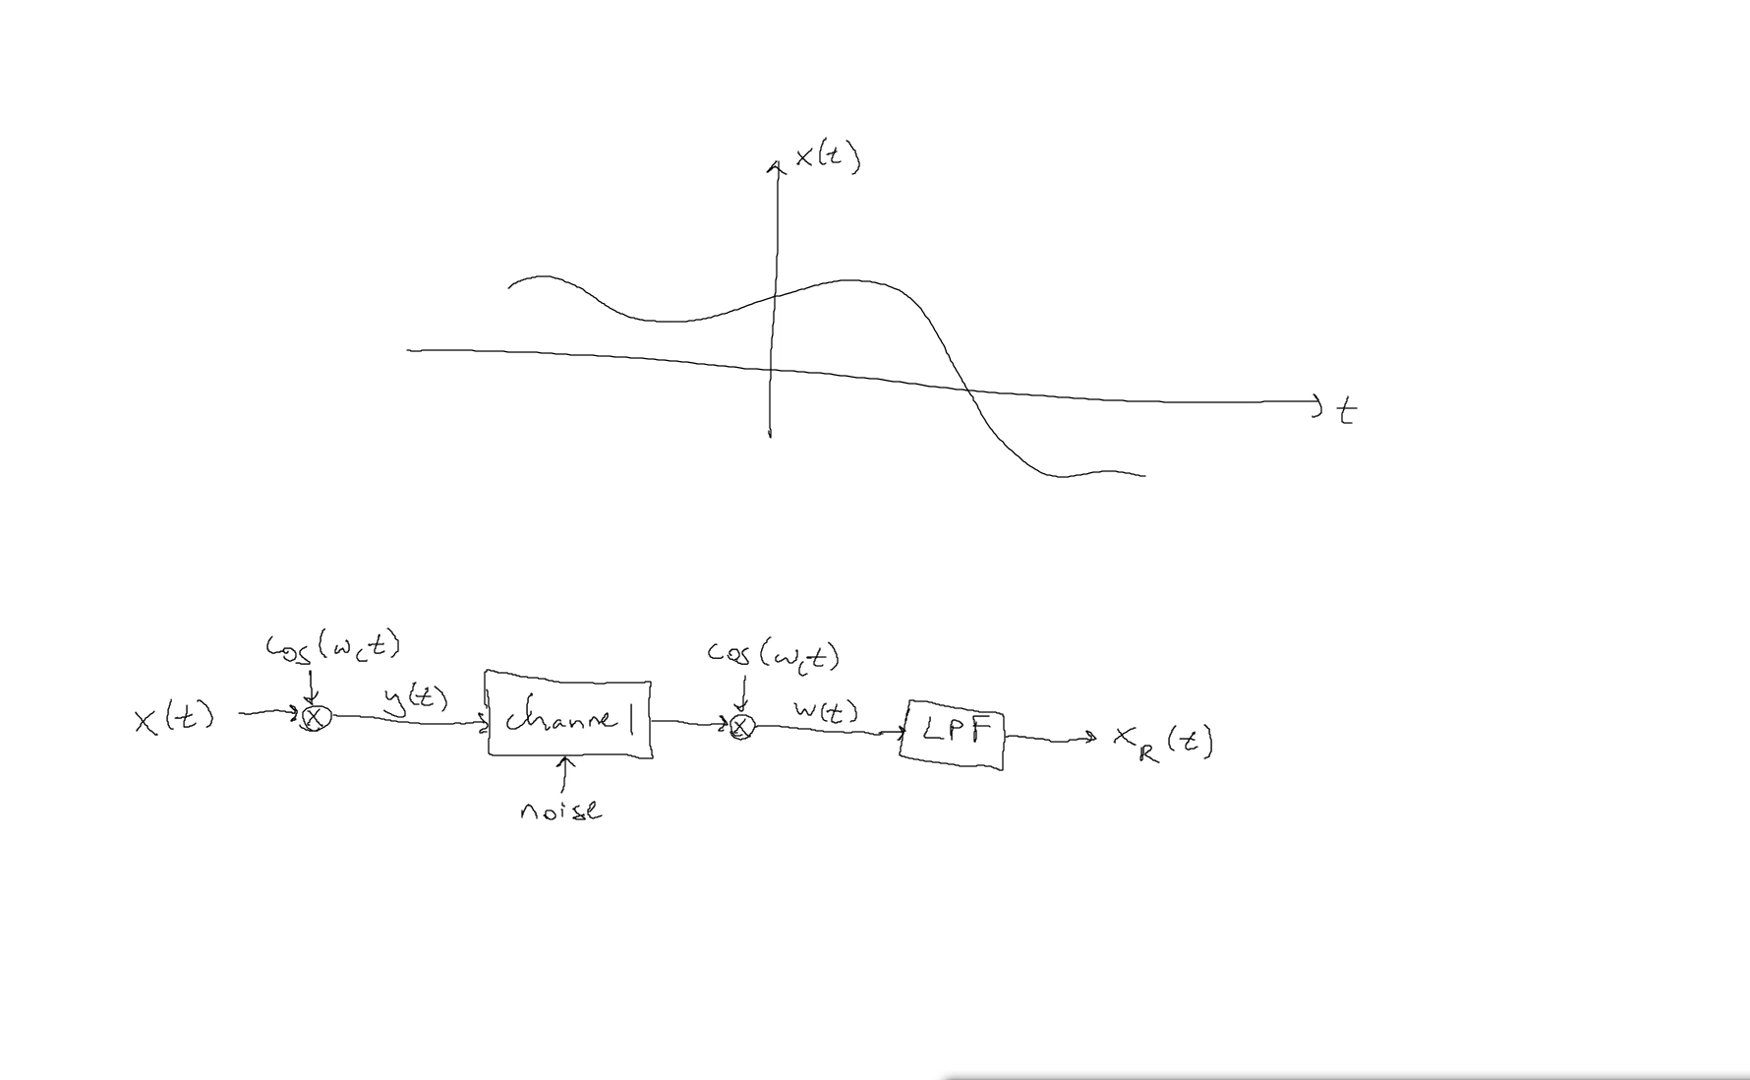 x(t)
t
cos(ω_c t)
cos(ω_c t)
x(t)
x
y(t)
channel
x
w(t)
LPF
x_R(t)
noise